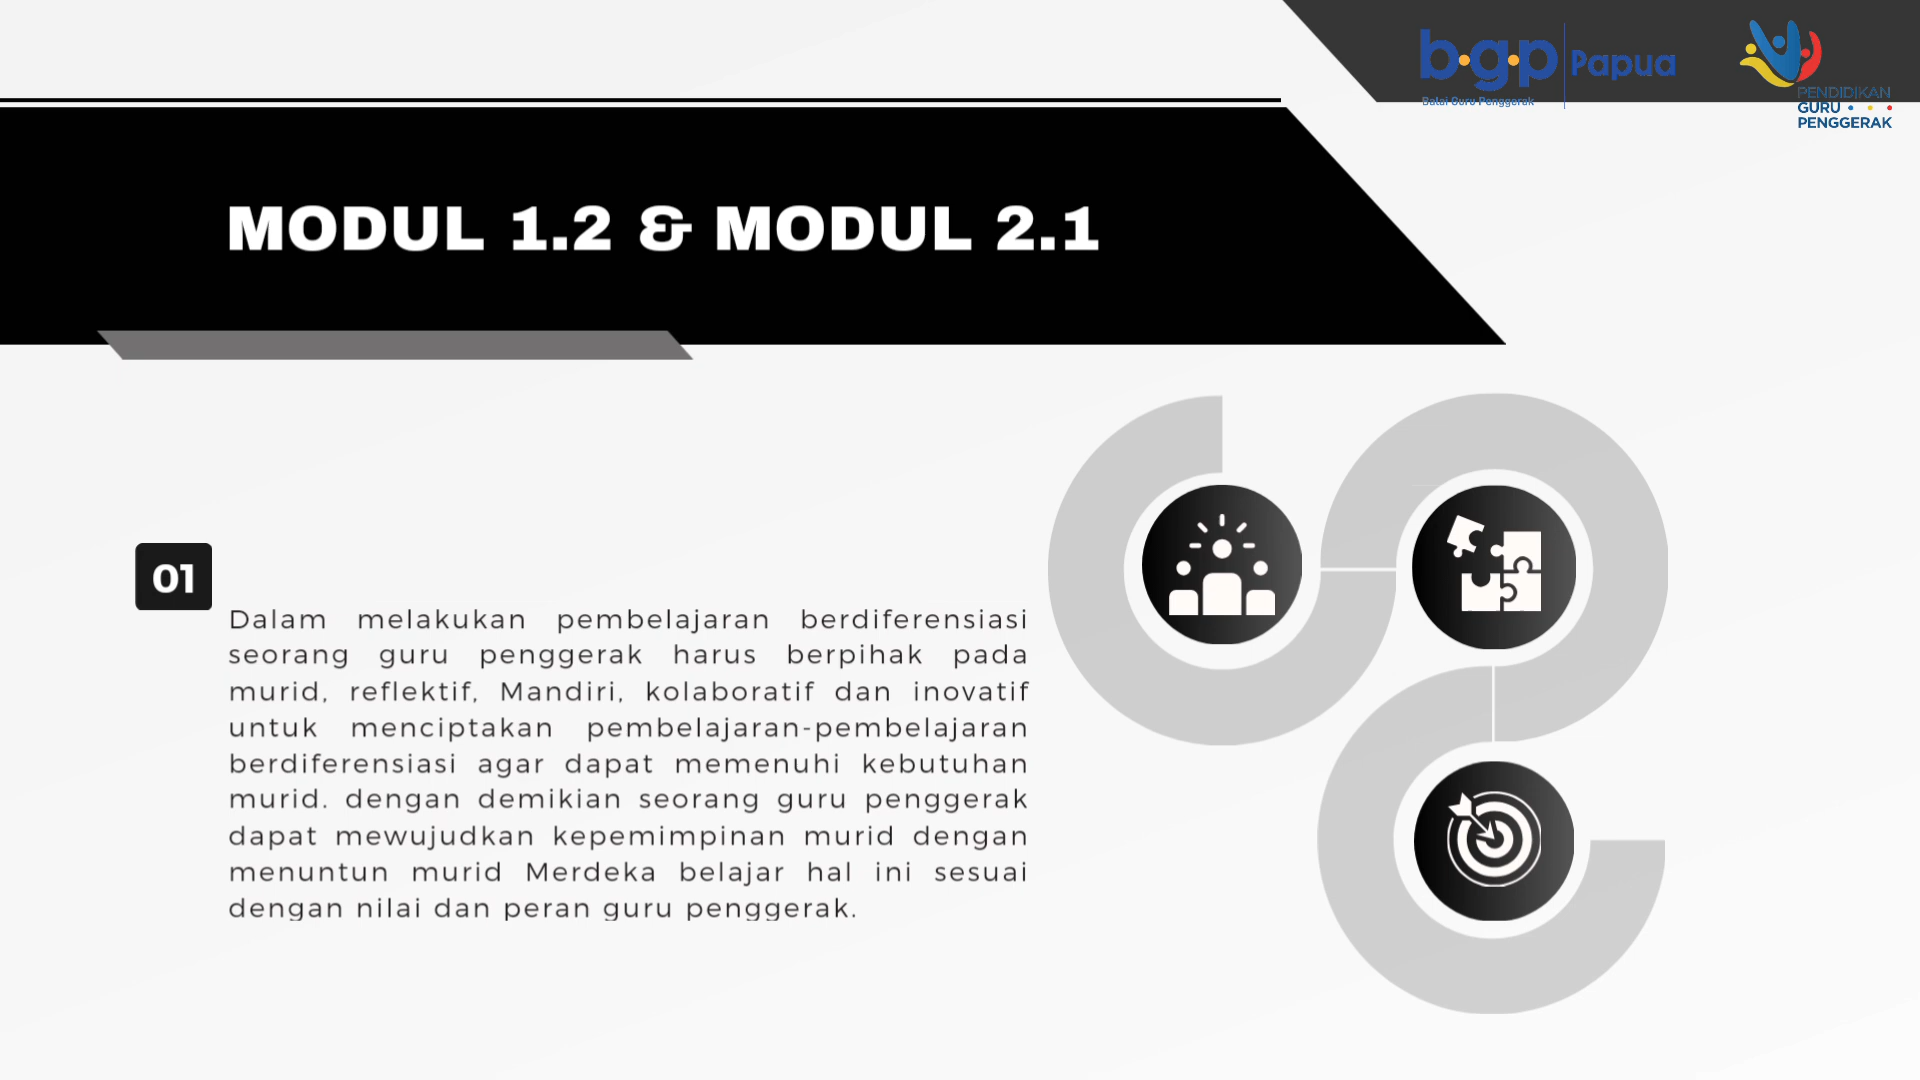 b.g.p Papua
Balai Guru Penggerak
PENDIDIKAN
GURU
PENGGERAK
MODUL 1.2 & MODUL 2.1
01
Dalam melakukan pembelajaran berdiferensiasi
seorang guru penggerak harus berpihak pada
murid, reflektif, Mandiri, kolaboratif dan inovatif
untuk menciptakan pembelajaran-pembelajaran
berdiferensiasi agar dapat memenuhi kebutuhan
murid. dengan demikian seorang guru penggerak
dapat mewujudkan kepemimpinan murid dengan
menuntun murid Merdeka belajar hal ini sesuai
dengan nilai dan peran guru penggerak.